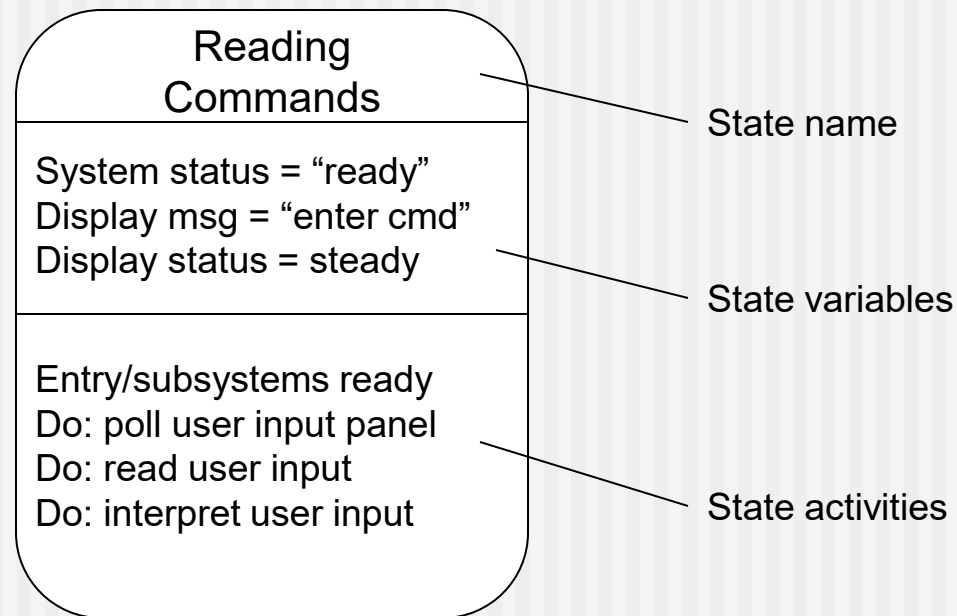 Reading
Commands
State name
System status = “ready”
Display msg = “enter cmd”
Display status = steady
State variables
Entry/subsystems ready
Do: poll user input panel
Do: read user input
Do: interpret user input
State activities